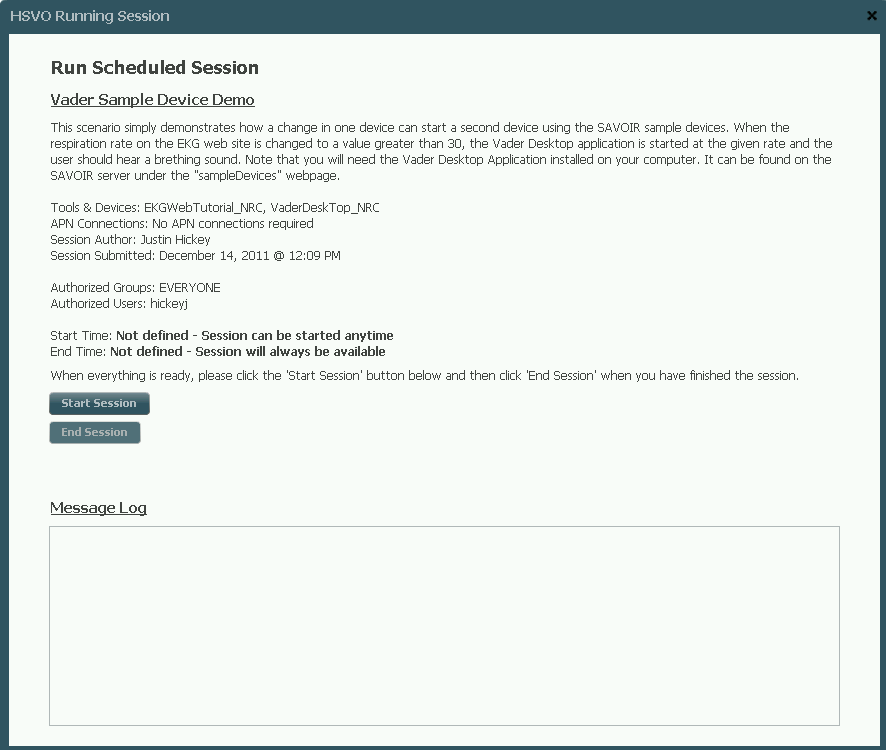 HSVO Running Session
Run Scheduled Session
Vader Sample Device Demo
This scenario simply demonstrates how a change in one device can start a second device using the SAVOIR sample devices. When the
respiration rate on the EKG web site is changed to a value greater than 30, the Vader Desktop application is started at the given rate and the
user should hear a brething sound. Note that you will need the Vader Desktop Application installed on your computer. It can be found on the
SAVOIR server under the "sampleDevices" webpage.
Tools & Devices: EKGWebTutorial_NRC, VaderDeskTop_NRC
APN Connections: No APN connections required
Session Author: Justin Hickey
Session Submitted: December 14, 2011 @ 12:09 PM
Authorized Groups: EVERYONE
Authorized Users: hickeyj
Start Time: Not defined - Session can be started anytime
End Time: Not defined - Session will always be available
When everything is ready, please click the 'Start Session' button below and then click 'End Session' when you have finished the session.
Start Session
End Session
Message Log